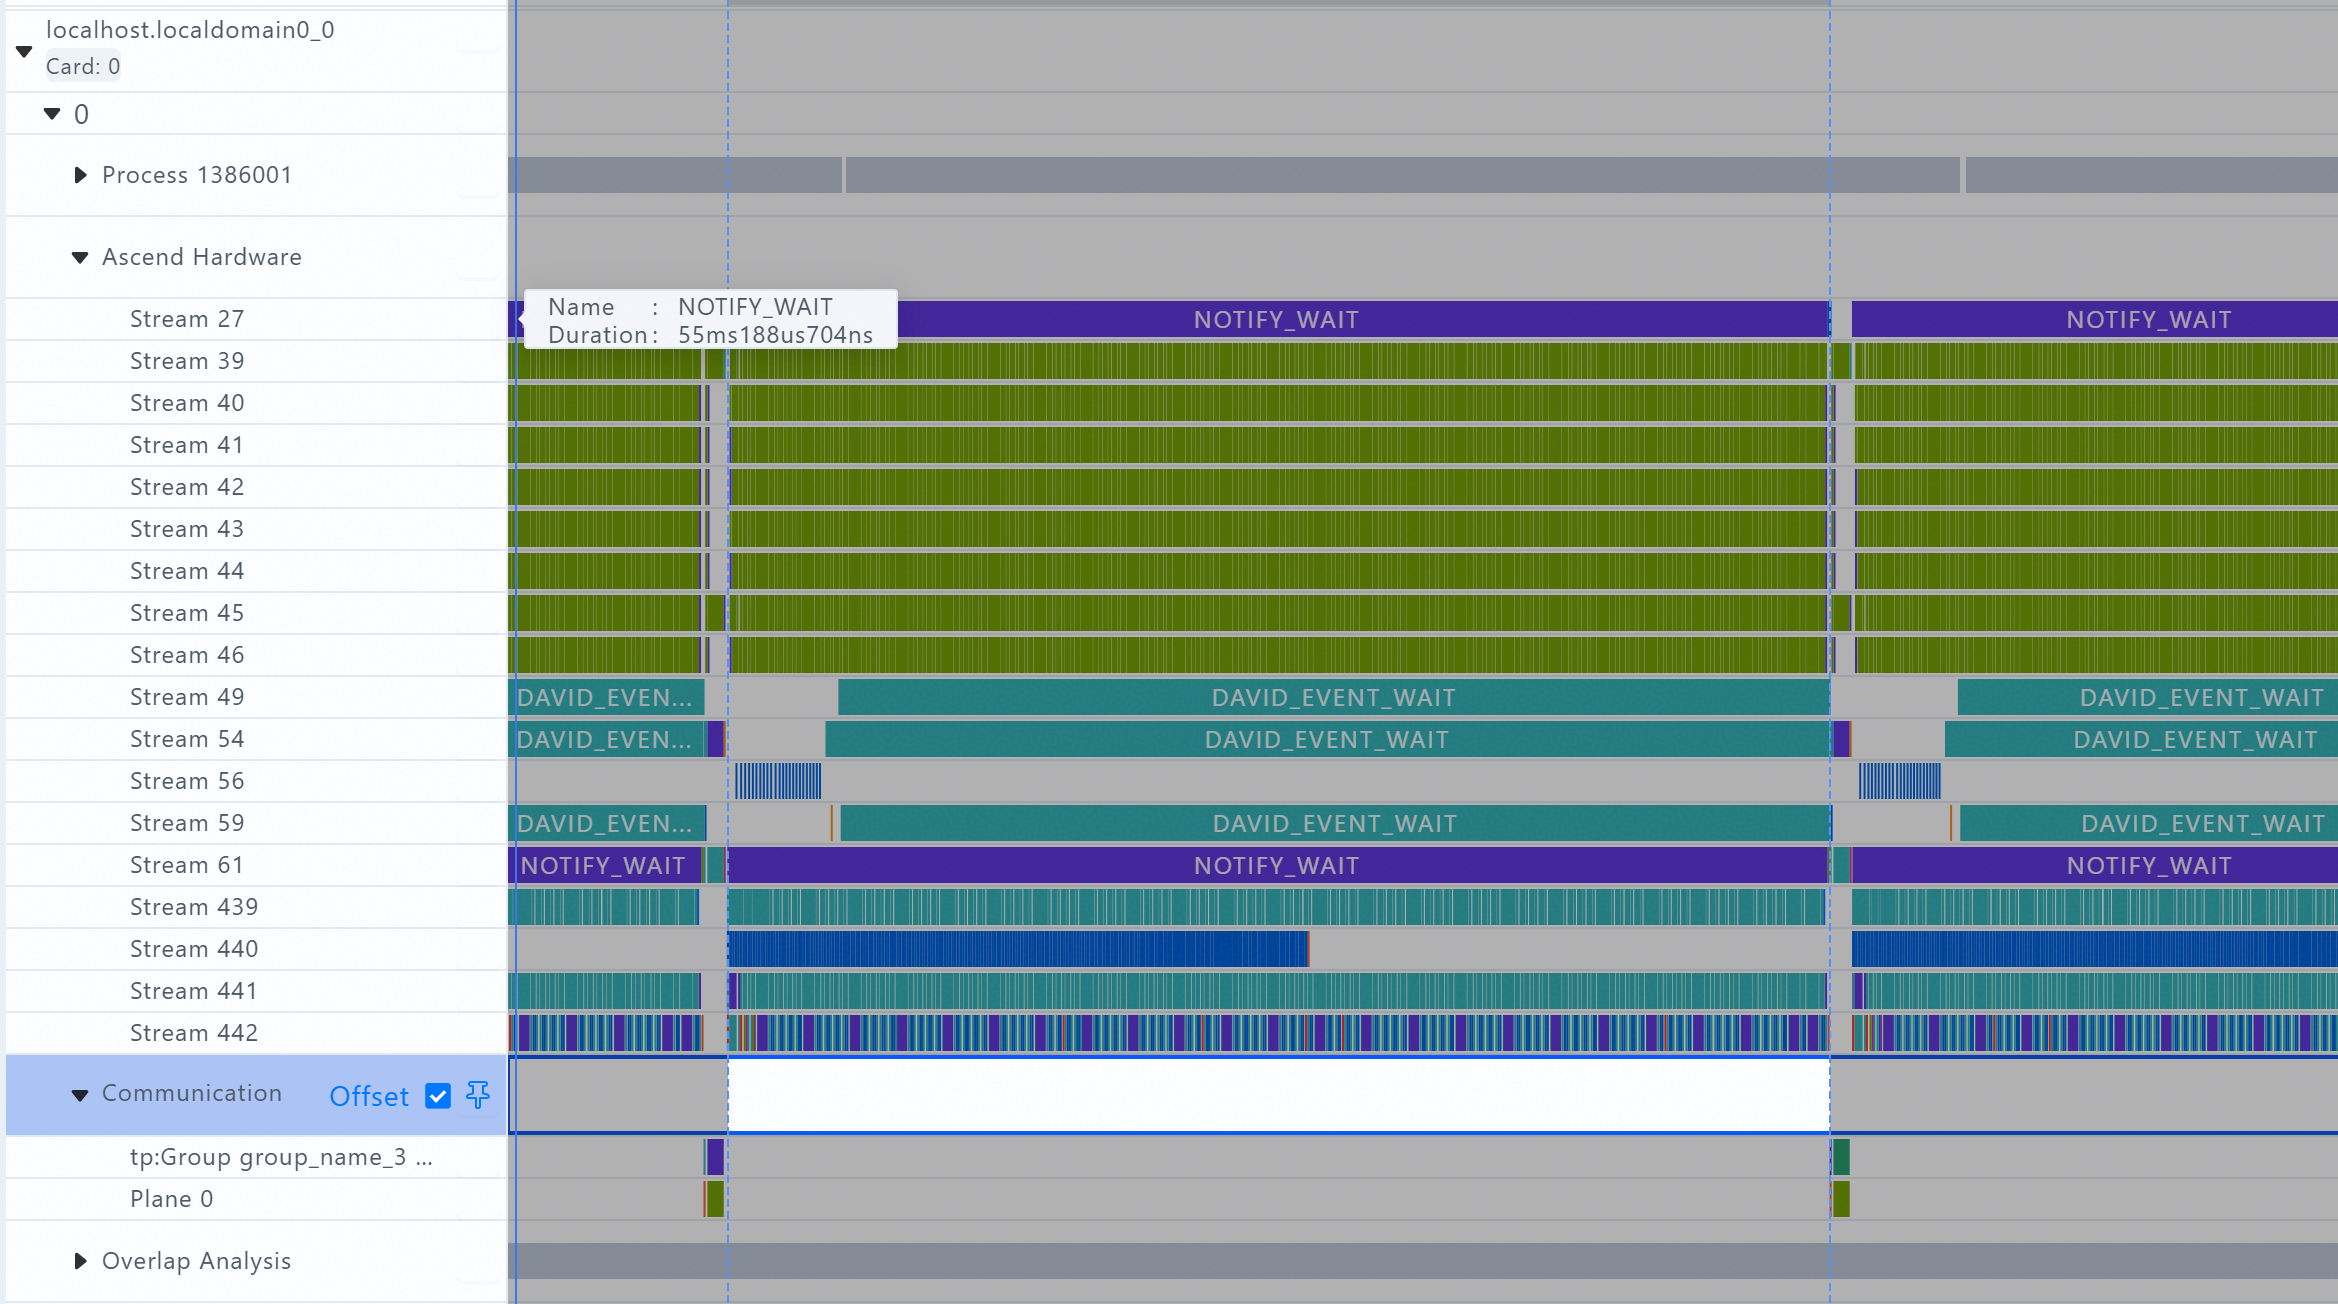 localhost.localdomain0_0
Card: 0
0
Process 1386001
Ascend Hardware
Name : NOTIFY_WAIT
Duration : 55ms188us704ns
Stream 27 NOTIFY_WAIT NOTIFY_WAIT
Stream 39
Stream 40
Stream 41
Stream 42
Stream 43
Stream 44
Stream 45
Stream 46
Stream 49 DAVID_EVEN... DAVID_EVENT_WAIT DAVID_EVENT_WAIT
Stream 54 DAVID_EVEN... DAVID_EVENT_WAIT DAVID_EVENT_WAIT
Stream 56
Stream 59 DAVID_EVEN... DAVID_EVENT_WAIT DAVID_EVENT_WAIT
Stream 61 NOTIFY_WAIT NOTIFY_WAIT NOTIFY_WAIT
Stream 439
Stream 440
Stream 441
Stream 442
Communication Offset
tp:Group group_name_3 ...
Plane 0
Overlap Analysis